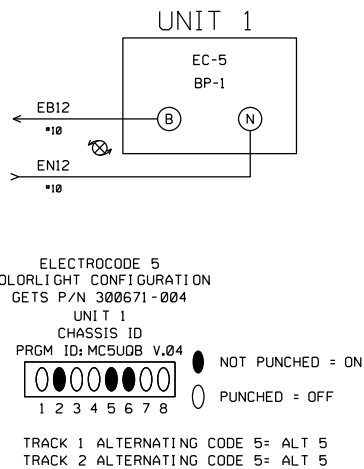 UNIT 1
EC-5
BP-1
EB12
B
N
"10
EN12
"10
ELECTROCODE 5
OLORLIGHT CONFIGURATION
GETS P/N 300671-004
UNIT 1
CHASSIS ID
PRGM ID: MC5UQB V.04
NOT PUNCHED = ON
PUNCHED = OFF
1 2 3 4 5 6 7 8
TRACK 1 ALTERNATING CODE 5= ALT 5
TRACK 2 ALTERNATING CODE 5= ALT 5